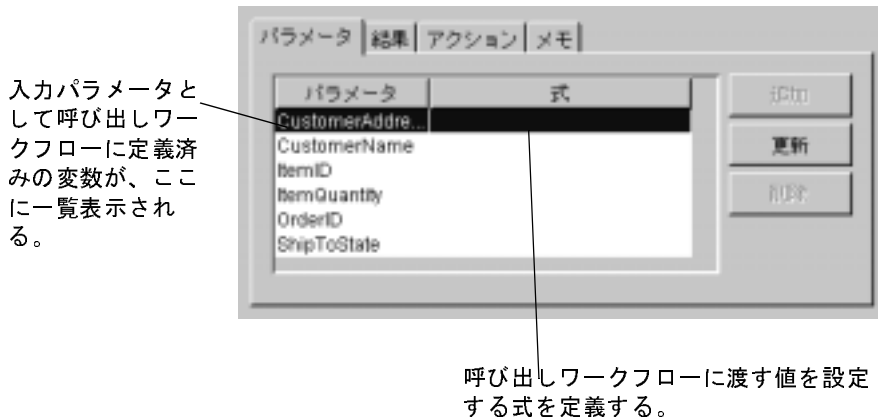 パラメータ 結果 アクション メモ
入力パラメータと
して呼び出しワー
クフローに定義済
みの変数が、ここ
に一覧表示され
る。
パラメータ 式
CustomerAddre...
CustomerName
ItemID
ItemQuantity
OrderID
ShipToState
更新
呼び出しワークフローに渡す値を設定
する式を定義する。